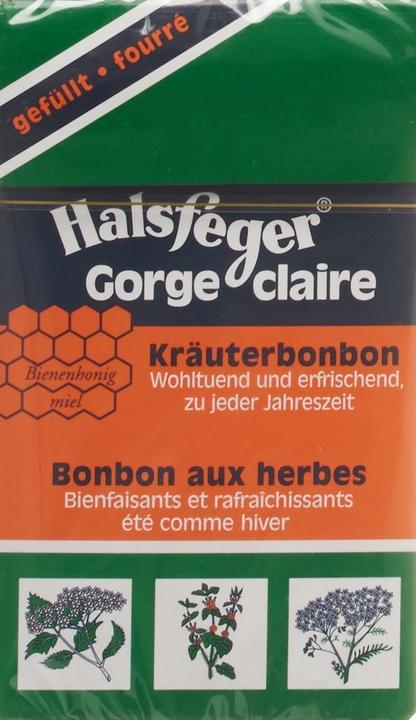 gefüllt • fourré
Halsfeger®
Gorge claire
Bienenhonig
miel
Kräuterbonbon
Wohltuend und erfrischend,
zu jeder Jahreszeit
Bonbon aux herbes
Bienfaisants et rafraîchissants
été comme hiver